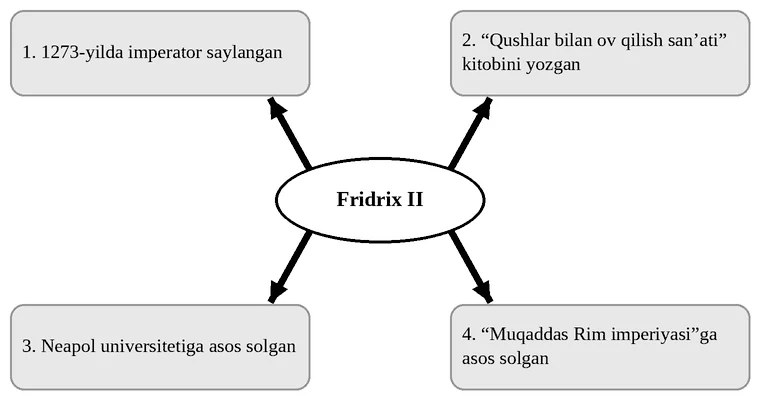 1. 1273-yilda imperator saylangan
2. “Qushlar bilan ov qilish san’ati”
kitobini yozgan
Fridrix II
3. Neapol universitetiga asos solgan
4. “Muqaddas Rim imperiyasi”ga
asos solgan